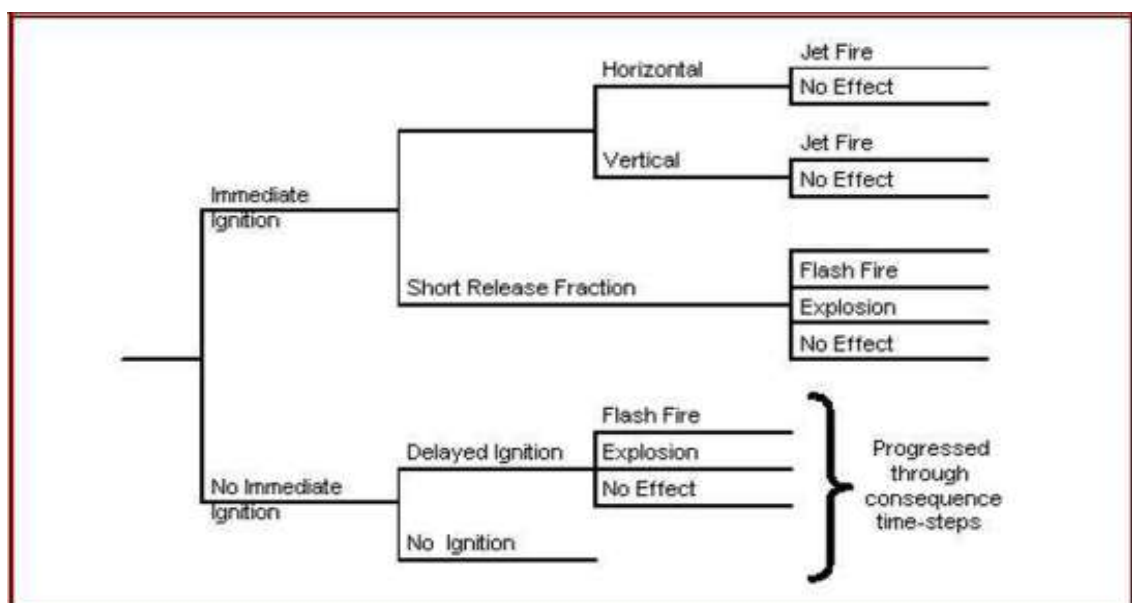 Jet Fire
Horizontal
No Effect
Jet Fire
Vertical
No Effect
Immediate
Ignition
Flash Fire
Short Release Fraction
Explosion
No Effect
Flash Fire
Delayed Ignition
Explosion
No Effect
No Immediate
Ignition
No Ignition
Progressed
through
consequence
time-steps